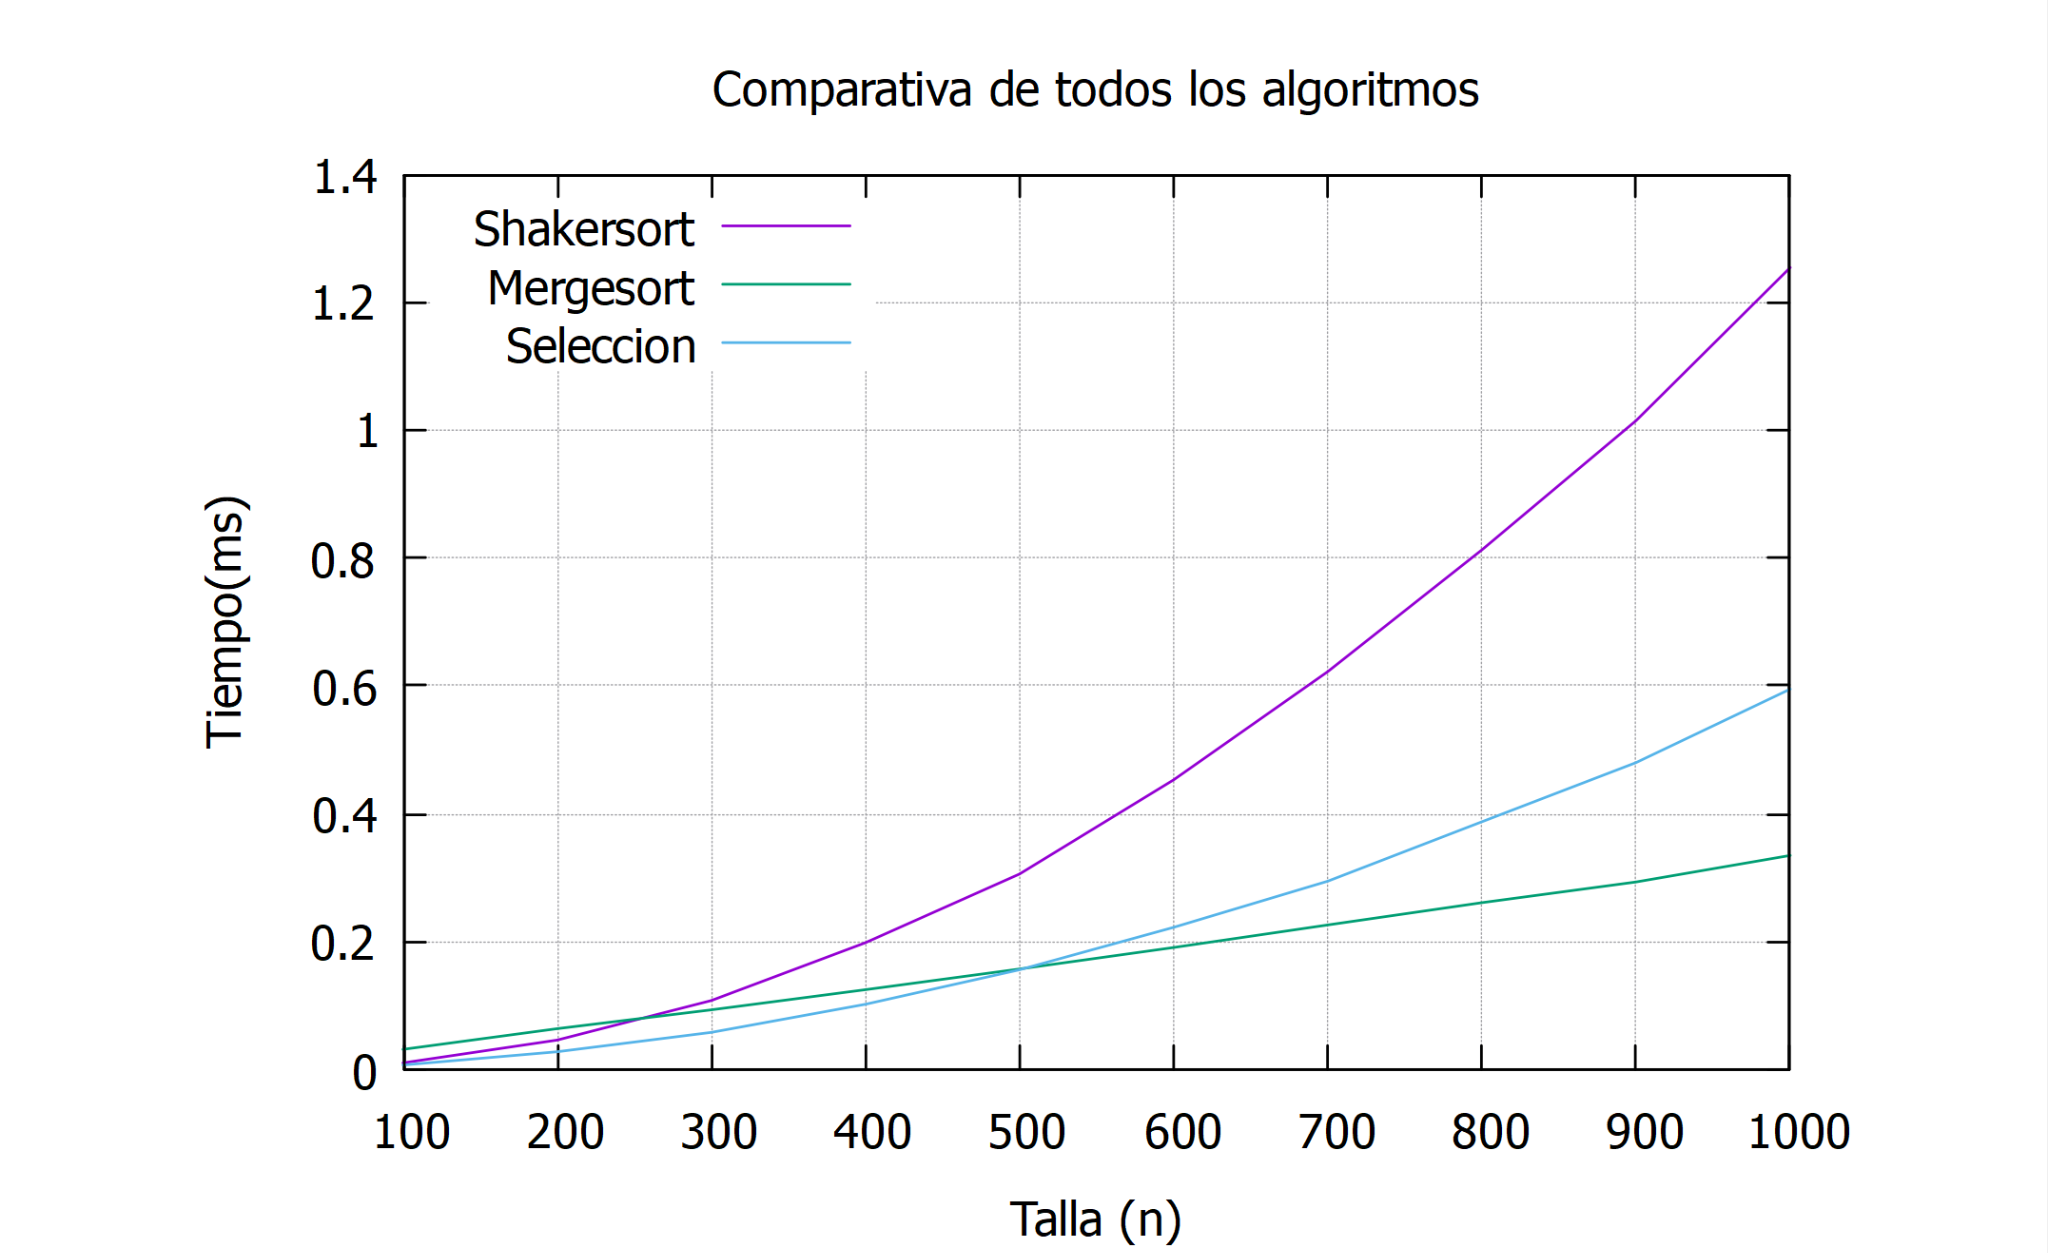 Comparativa de todos los algoritmos
1.4
1.2
1
0.8
0.6
0.4
0.2
0
Tiempo(ms)
Shakersort
Mergesort
Seleccion
100 200 300 400 500 600 700 800 900 1000
Talla (n)